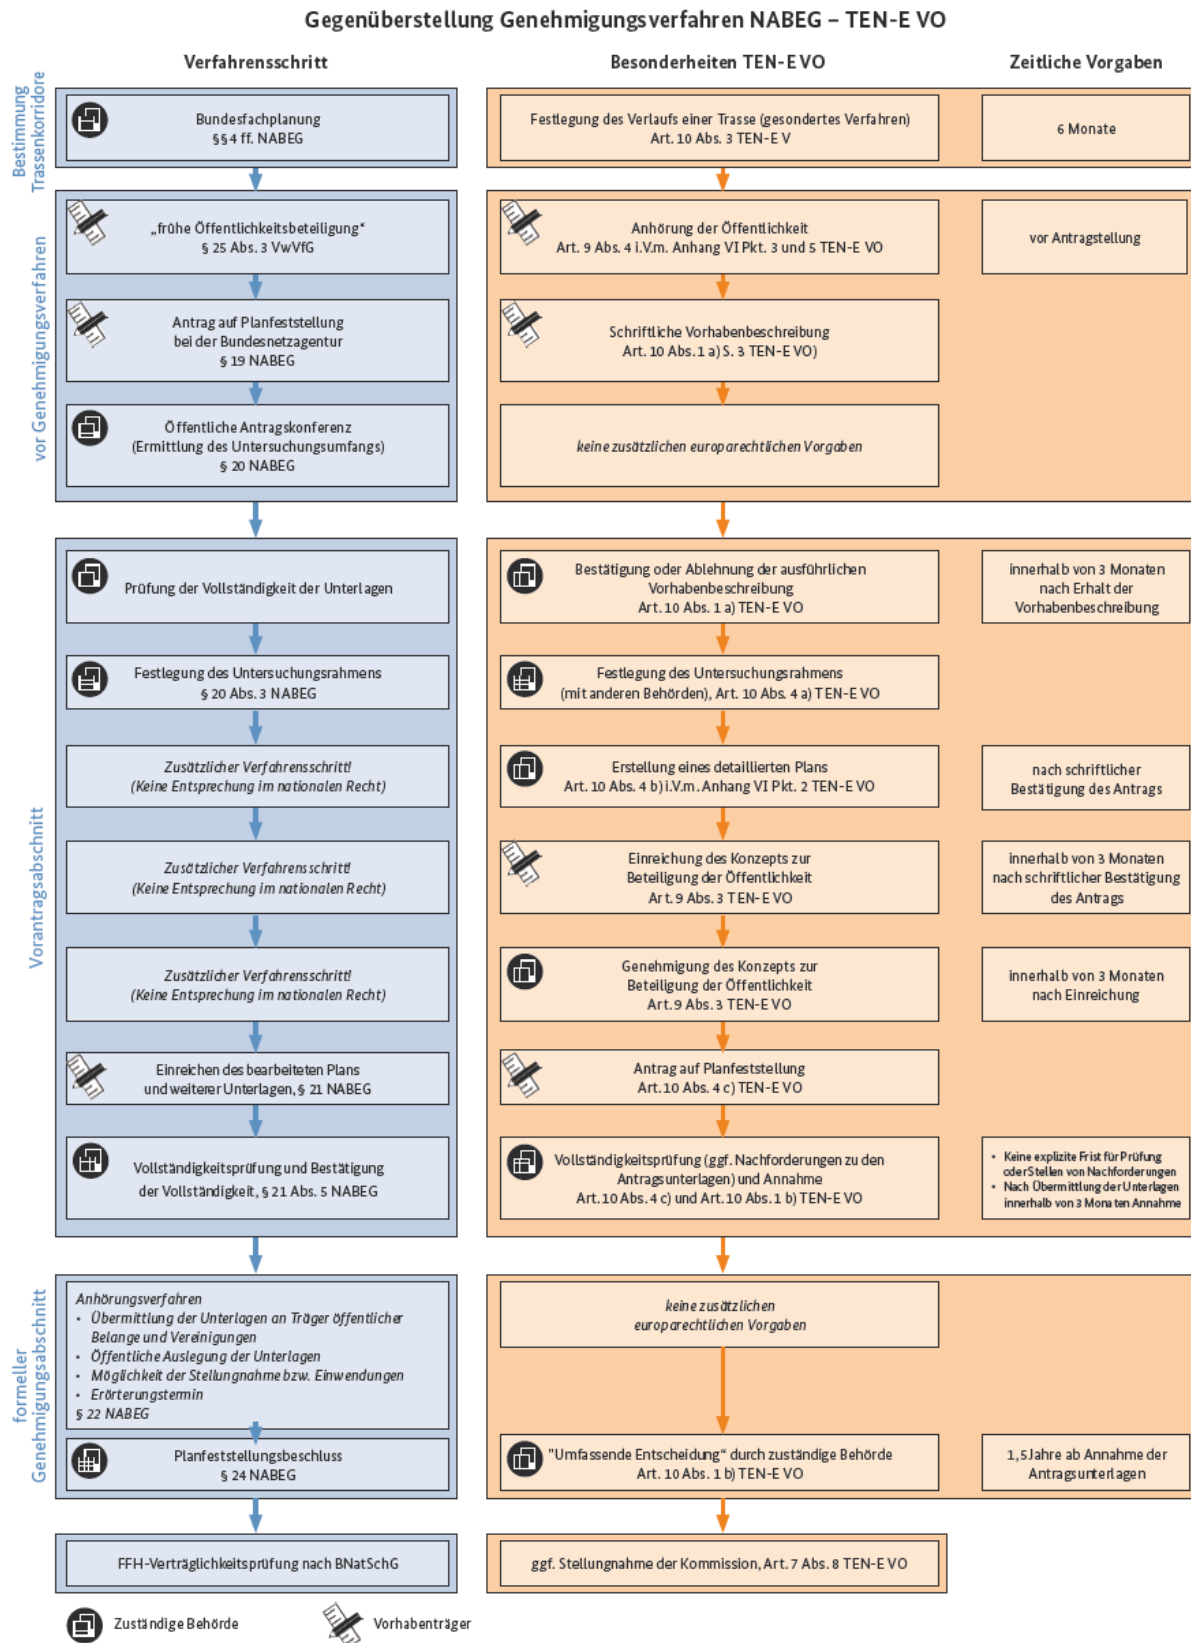 Gegenüberstellung Genehmigungsverfahren NABEG – TEN-E VO
Verfahrensschritt
Besonderheiten TEN-E VO
Zeitliche Vorgaben
Bestimmung
Trassenkorridore
Bundesfachplanung
§§ 4 ff. NABEG
Festlegung des Verlaufs einer Trasse (gesondertes Verfahren)
Art. 10 Abs. 3 TEN-E V
6 Monate
vor Genehmigungsverfahren
„frühe Öffentlichkeitsbeteiligung“
§ 25 Abs. 3 VwVfG
Anhörung der Öffentlichkeit
Art. 9 Abs. 4 i.V.m. Anhang VI Pkt. 3 und 5 TEN-E VO
vor Antragstellung
Antrag auf Planfeststellung
bei der Bundesnetzagentur
§ 19 NABEG
Schriftliche Vorhabenbeschreibung
Art. 10 Abs. 1 a) S. 3 TEN-E VO)
Öffentliche Antragskonferenz
(Ermittlung des Untersuchungsumfangs)
§ 20 NABEG
keine zusätzlichen europarechtlichen Vorgaben
Vorantragsabschnitt
Prüfung der Vollständigkeit der Unterlagen
Bestätigung oder Ablehnung der ausführlichen
Vorhabenbeschreibung
Art. 10 Abs. 1 a) TEN-E VO
innerhalb von 3 Monaten
nach Erhalt der
Vorhabenbeschreibung
Festlegung des Untersuchungsrahmens
§ 20 Abs. 3 NABEG
Festlegung des Untersuchungsrahmens
(mit anderen Behörden), Art. 10 Abs. 4 a) TEN-E VO
Zusätzlicher Verfahrensschritt!
(Keine Entsprechung im nationalen Recht)
Erstellung eines detaillierten Plans
Art. 10 Abs. 4 b) i.V.m. Anhang VI Pkt. 2 TEN-E VO
nach schriftlicher
Bestätigung des Antrags
Zusätzlicher Verfahrensschritt!
(Keine Entsprechung im nationalen Recht)
Einreichung des Konzepts zur
Beteiligung der Öffentlichkeit
Art. 9 Abs. 3 TEN-E VO
innerhalb von 3 Monaten
nach schriftlicher Bestätigung
des Antrags
Zusätzlicher Verfahrensschritt!
(Keine Entsprechung im nationalen Recht)
Genehmigung des Konzepts zur
Beteiligung der Öffentlichkeit
Art. 9 Abs. 3 TEN-E VO
innerhalb von 3 Monaten
nach Einreichung
Einreichen des bearbeiteten Plans
und weiterer Unterlagen, § 21 NABEG
Antrag auf Planfeststellung
Art. 10 Abs. 4 c) TEN-E VO
Vollständigkeitsprüfung und Bestätigung
der Vollständigkeit, § 21 Abs. 5 NABEG
Vollständigkeitsprüfung (ggf. Nachforderungen zu den
Antragsunterlagen) und Annahme
Art. 10 Abs. 4 c) und Art. 10 Abs. 1 b) TEN-E VO
• Keine explizite Frist für Prüfung
oder Stellen von Nachforderungen
• Nach Übermittlung der Unterlagen
innerhalb von 3 Monaten Annahme
formeller
Genehmigungsabschnitt
Anhörungsverfahren
• Übermittlung der Unterlagen an Träger öffentlicher
Belange und Vereinigungen
• Öffentliche Auslegung der Unterlagen
• Möglichkeit der Stellungnahme bzw. Einwendungen
• Erörterungstermin
§ 22 NABEG
keine zusätzlichen
europarechtlichen Vorgaben
Planfeststellungsbeschluss
§ 24 NABEG
"Umfassende Entscheidung“ durch zuständige Behörde
Art. 10 Abs. 1 b) TEN-E VO
1,5 Jahre ab Annahme der
Antragsunterlagen
FFH-Verträglichkeitsprüfung nach BNatSchG
ggf. Stellungnahme der Kommission, Art. 7 Abs. 8 TEN-E VO
Zuständige Behörde
Vorhabenträger